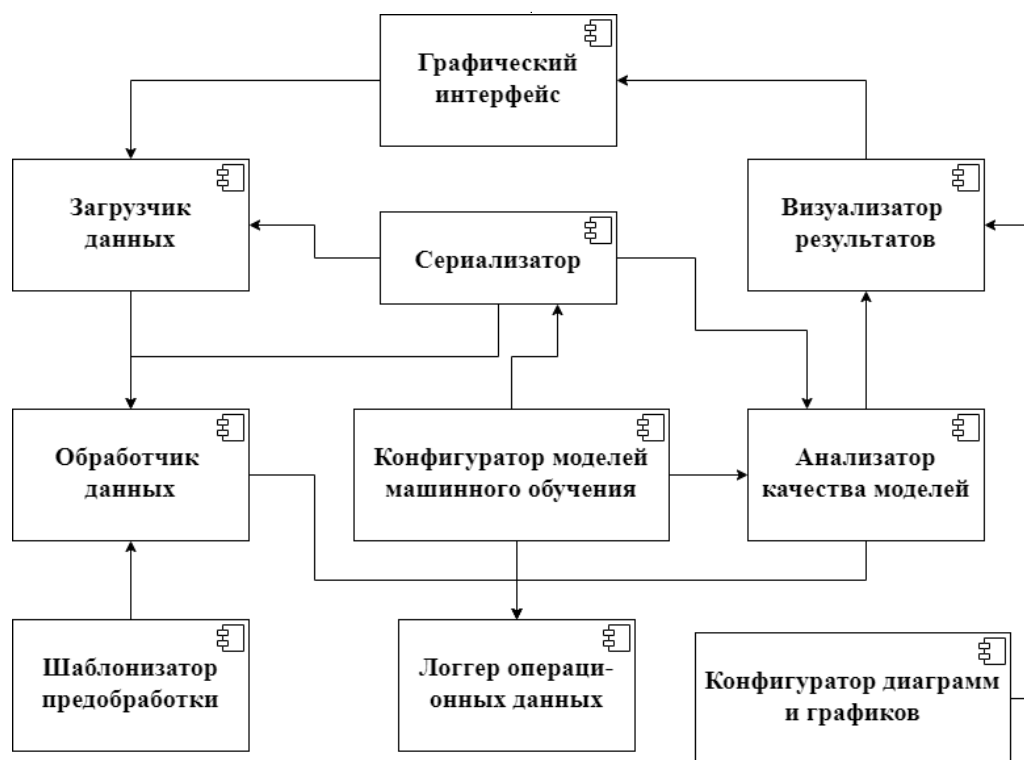 Графический
интерфейс
Загрузчик
данных
Сериализатор
Визуализатор
результатов
Обработчик
данных
Конфигуратор моделей
машинного обучения
Анализатор
качества моделей
Шаблонизатор
предобработки
Логгер операци-
онных данных
Конфигуратор диаграмм
и графиков